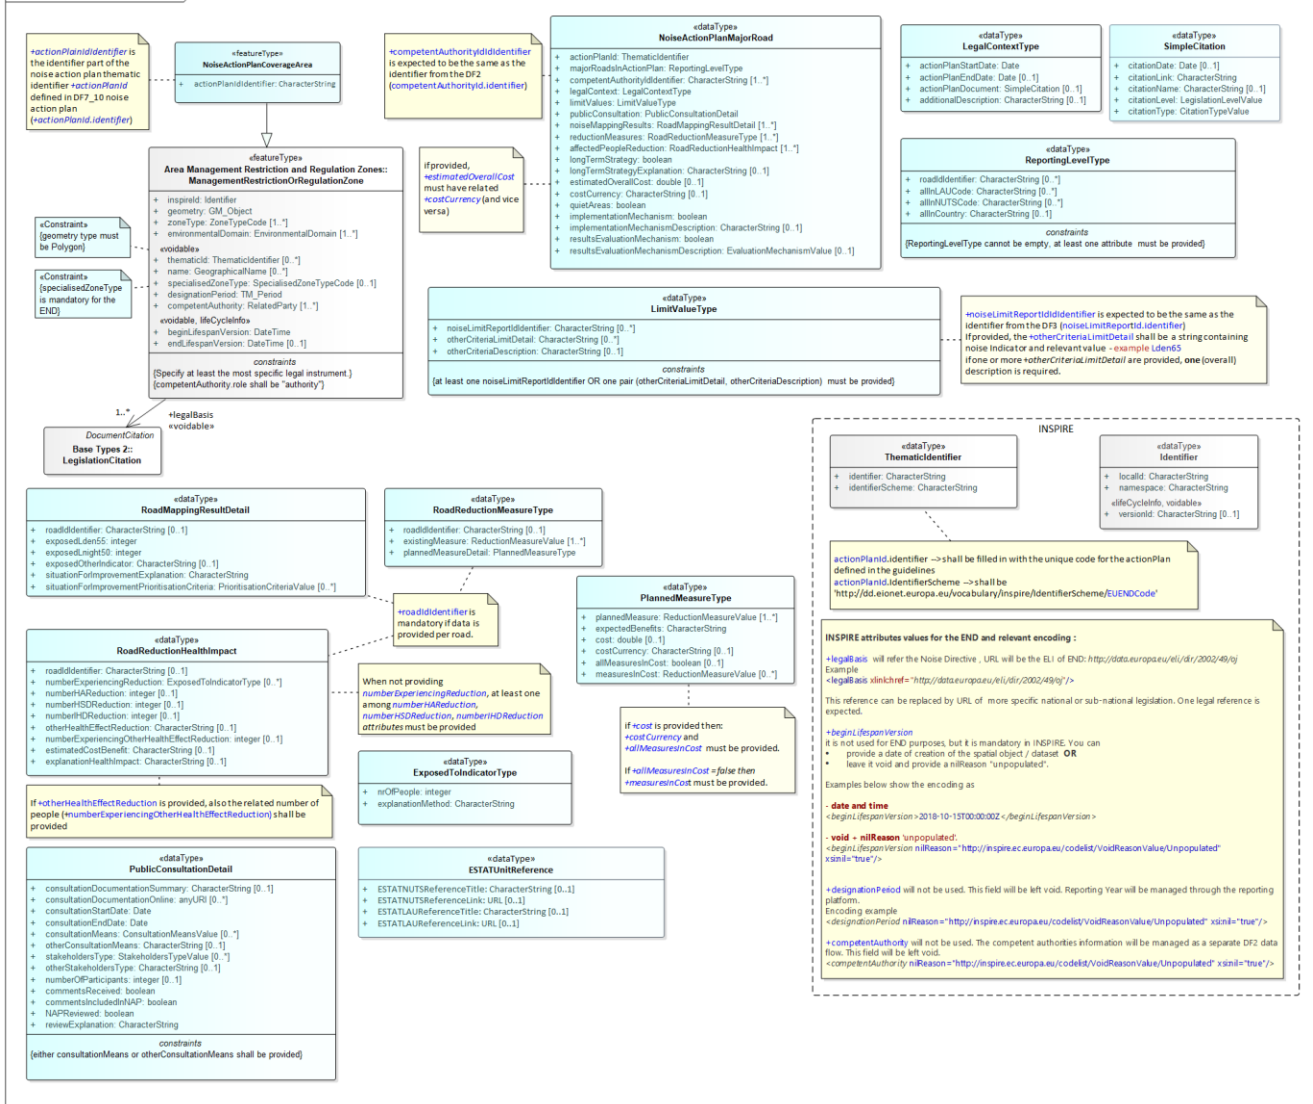 +actionPlainIdIdentifier is
the identifier part of the
noise action plan thematic
identifier +actionPlanId
defined in DF7_10 noise
action plan
(+actionPlanId.identifier)
«featureType»
NoiseActionPlanCoverageArea
+ actionPlanIdIdentifier: CharacterString
+competentAuthorityIdIdentifier
is expected to be the same as the
identifier from the DF2
(competentAuthorityId.identifier)
«dataType»
NoiseActionPlanMajorRoad
+ actionPlanId: ThematicIdentifier
+ majorRoadsInActionPlan: ReportingLevelType
+ competentAuthorityIdIdentifier: CharacterString [1..*]
+ legalContext: LegalContextType
+ limitValues: LimitValueType
+ publicConsultation: PublicConsultationDetail
+ noiseMappingResults: RoadMappingResultDetail [1..*]
+ reductionMeasures: RoadReductionMeasureType [1..*]
+ affectedPeopleReduction: RoadReductionHealthImpact [1..*]
+ longTermStrategy: boolean
+ longTermStrategyExplanation: CharacterString [0..1]
+ estimatedOverallCost: double [0..1]
+ costCurrency: CharacterString [0..1]
+ quietAreas: boolean
+ implementationMechanism: boolean
+ implementationMechanismDescription: CharacterString [0..1]
+ resultsEvaluationMechanism: boolean
+ resultsEvaluationMechanismDescription: EvaluationMechanismValue [0..1]
«dataType»
LegalContextType
+ actionPlanStartDate: Date
+ actionPlanEndDate: Date [0..1]
+ actionPlanDocument: SimpleCitation [0..1]
+ additionalDescription: CharacterString [0..1]
«dataType»
SimpleCitation
+ citationDate: Date [0..1]
+ citationLink: CharacterString
+ citationName: CharacterString [0..1]
+ citationLevel: LegislationLevelValue
+ citationType: CitationTypeValue
«dataType»
ReportingLevelType
+ roadIdIdentifier: CharacterString [0..*]
+ allInLAUCode: CharacterString [0..*]
+ allInNUTSCode: CharacterString [0..*]
+ allInCountry: CharacterString [0..1]
constraints
{ReportingLevelType cannot be empty, at least one attribute must be provided}
if provided,
+estimatedOverallCost
must have related
+costCurrency (and vice
versa)
«featureType»
Area Management Restriction and Regulation Zones::
ManagementRestrictionOrRegulationZone
+ inspireId: Identifier
+ geometry: GM_Object
+ zoneType: ZoneTypeCode [1..*]
+ environmentalDomain: EnvironmentalDomain [1..*]
«voidable»
+ thematicId: ThematicIdentifier [0..*]
+ name: GeographicalName [0..*]
+ specialisedZoneType: SpecialisedZoneTypeCode [0..1]
+ designationPeriod: TM_Period
+ competentAuthority: RelatedParty [1..*]
«voidable, lifeCycleInfo»
+ beginLifespanVersion: DateTime
+ endLifespanVersion: DateTime [0..1]
constraints
{Specify at least the most specific legal instrument.}
{competentAuthority.role shall be "authority"}
«Constraint»
{geometry type must
be Polygon}
«Constraint»
{specialisedZoneType
is mandatory for the
END}
1..*
+legalBasis
«voidable»
DocumentCitation
Base Types 2::
LegislationCitation
«dataType»
LimitValueType
+ noiseLimitReportIdIdentifier: CharacterString [0..*]
+ otherCriteriaLimitDetail: CharacterString [0..*]
+ otherCriteriaDescription: CharacterString [0..1]
constraints
{at least one noiseLimitReportIdIdentifier OR one pair (otherCriteriaLimitDetail, otherCriteriaDescription) must be provided}
+noiseLimitReportIdIdentifier is expected to be the same as the
identifier from the DF3 (noiseLimitReportId.identifier)
If provided, the +otherCriteriaLimitDetail shall be a string containing
noise Indicator and relevant value - example Lden65
if one or more +otherCriteriaLimitDetail are provided, one (overall)
description is required.
INSPIRE
«dataType»
ThematicIdentifier
+ identifier: CharacterString
+ identifierScheme: CharacterString
«dataType»
Identifier
+ localId: CharacterString
+ namespace: CharacterString
«lifeCycleInfo, voidable»
+ versionId: CharacterString [0..1]
actionPlanId.identifier -->shall be filled in with the unique code for the actionPlan
defined in the guidelines
actionPlanId.IdentifierScheme -->shall be
'http://dd.eionet.europa.eu/vocabulary/inspire/IdentifierScheme/EUENDCode'
INSPIRE attributes values for the END and relevant encoding :
+legalBasis will refer the Noise Directive , URL will be the ELI of END: http://data.europa.eu/eli/dir/2002/49/oj
Example
<legalBasis xlink:href="http://data.europa.eu/eli/dir/2002/49/oj"/>
This reference can be replaced by URL of more specific national or sub-national legislation. One legal reference is
expected.
+beginLifespanVersion
it is not used for END purposes, but it is mandatory in INSPIRE. You can
• provide a date of creation of the spatial object / dataset OR
• leave it void and provide a nilReason "unpopulated".
Examples below show the encoding as
- date and time
<beginLifespanVersion>2018-10-15T00:00:00Z</beginLifespanVersion>
- void + nilReason 'unpopulated'.
<beginLifespanVersion nilReason="http://inspire.ec.europa.eu/codelist/VoidReasonValue/Unpopulated"
xsi:nil="true"/>
+designationPeriod will not be used. This field will be left void. Reporting Year will be managed through the reporting
platform.
Encoding example
<designationPeriod nilReason="http://inspire.ec.europa.eu/codelist/VoidReasonValue/Unpopulated" xsi:nil="true"/>
+competentAuthority will not be used. The competent authorities information will be managed as a separate DF2 data
flow. This field will be left void.
<competentAuthority nilReason="http://inspire.ec.europa.eu/codelist/VoidReasonValue/Unpopulated" xsi:nil="true"/>
«dataType»
RoadMappingResultDetail
+ roadIdIdentifier: CharacterString [0..1]
+ exposedLden55: integer
+ exposedLnight50: integer
+ exposedOtherIndicator: CharacterString [0..1]
+ situationForImprovementExplanation: CharacterString
+ situationForImprovementPrioritisationCriteria: PrioritisationCriteriaValue [0..*]
«dataType»
RoadReductionMeasureType
+ roadIdIdentifier: CharacterString [0..1]
+ existingMeasure: ReductionMeasureValue [1..*]
+ plannedMeasureDetail: PlannedMeasureType
+roadIdIdentifier is
mandatory if data is
provided per road.
«dataType»
PlannedMeasureType
+ plannedMeasure: ReductionMeasureValue [1..*]
+ expectedBenefits: CharacterString
+ cost: double [0..1]
+ costCurrency: CharacterString [0..1]
+ allMeasuresInCost: boolean [0..1]
+ measuresInCost: ReductionMeasureValue [0..*]
«dataType»
RoadReductionHealthImpact
+ roadIdIdentifier: CharacterString [0..1]
+ numberExperiencingReduction: ExposedToIndicatorType [0..*]
+ numberHAReduction: integer [0..1]
+ numberHSDReduction: integer [0..1]
+ numberIHDReduction: integer [0..1]
+ otherHealthEffectReduction: CharacterString [0..1]
+ numberExperiencingOtherHealthEffectReduction: integer [0..1]
+ estimatedCostBenefit: CharacterString [0..1]
+ explanationHealthImpact: CharacterString [0..1]
When not providing
numberExperiencingReduction, at least one
among numberHAReduction,
numberHSDReduction, numberIHDReduction
attributes must be provided
if +cost is provided then:
+costCurrency and
+allMeasuresInCost must be provided.
If +allMeasuresInCost =false then
+measuresInCost must be provided.
«dataType»
ExposedToIndicatorType
+ nrOfPeople: integer
+ explanationMethod: CharacterString
If +otherHealthEffectReduction is provided, also the related number of
people (+numberExperiencingOtherHealthEffectReduction) shall be
provided
«dataType»
PublicConsultationDetail
+ consultationDocumentationSummary: CharacterString [0..1]
+ consultationDocumentationOnline: anyURI [0..*]
+ consultationStartDate: Date
+ consultationEndDate: Date
+ consultationMeans: ConsultationMeansValue [0..*]
+ otherConsultationMeans: CharacterString [0..1]
+ stakeholdersType: StakeholdersTypeValue [0..*]
+ otherStakeholdersType: CharacterString [0..1]
+ numberOfParticipants: integer [0..1]
+ commentsReceived: boolean
+ commentsIncludedInNAP: boolean
+ NAPReviewed: boolean
+ reviewExplanation: CharacterString
constraints
{either consultationMeans or otherConsultationMeans shall be provided}
«dataType»
ESTATUnitReference
+ ESTATNUTSReferenceTitle: CharacterString [0..1]
+ ESTATNUTSReferenceLink: URL [0..1]
+ ESTATLAUReferenceTitle: CharacterString [0..1]
+ ESTATLAUReferenceLink: URL [0..1]